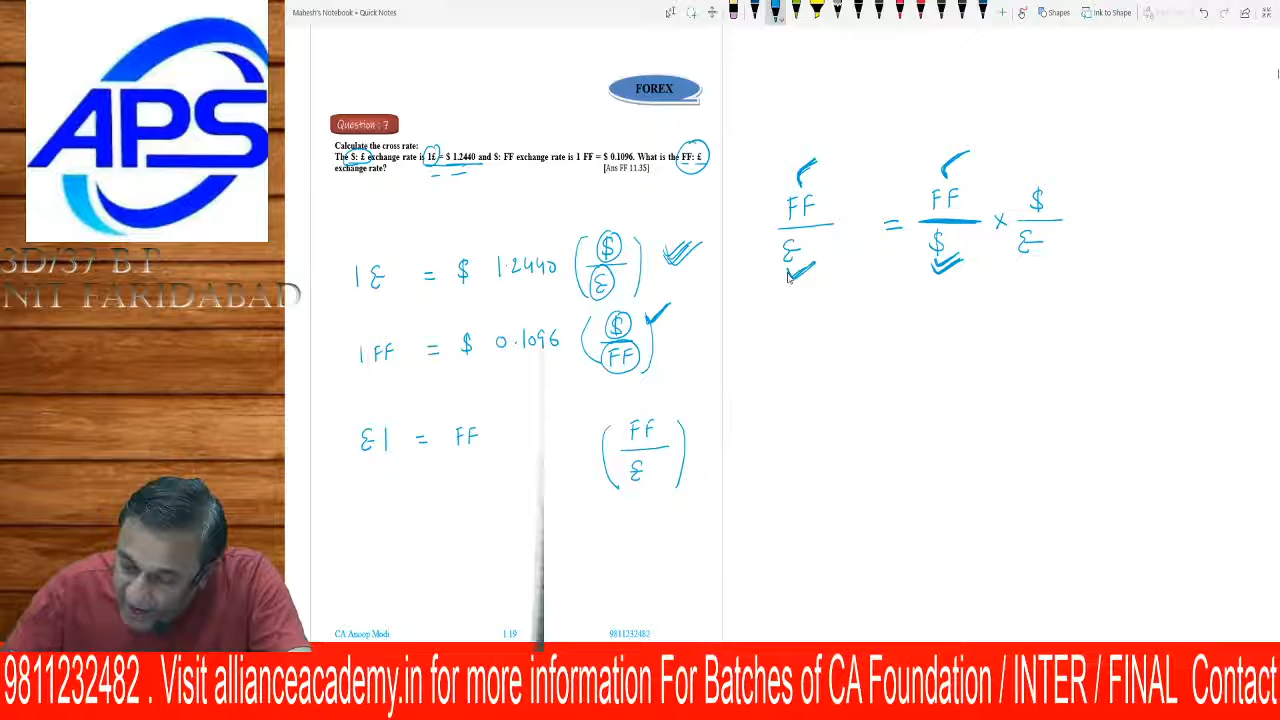 Mahesh's Notebook » Quick Notes
Shapes
Ink to Shape
APS
3D/37 B.P.
NIT FARIDABAD
FOREX
Question : 7
Calculate the cross rate:
The $: £ exchange rate is 1£ = $ 1.2440 and $: FF exchange rate is 1 FF = $ 0.1096. What is the FF: £
exchange rate? [Ans FF 11.35]
1 £ = $ 1.2440 ($/£)
1 FF = $ 0.1096 ($/FF)
£1 = FF (FF/£)
FF/£ = FF/$ × $/£
CA Anoop Modi 1.19 9811232482
9811232482 . Visit allianceacademy.in for more information For Batches of CA Foundation / INTER / FINAL Contact